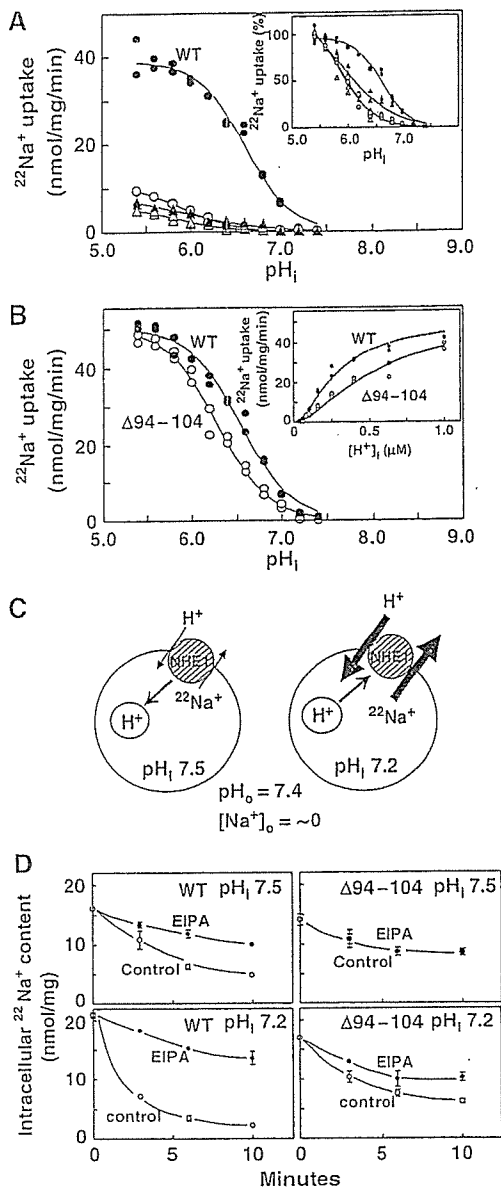 A
²²Na⁺ uptake
(nmol/mg/min)
40
20
0
WT
5.0 6.0 7.0 8.0 9.0
pHᵢ
²²Na⁺ uptake (%)
100
50
0
5.0 6.0 7.0
pHᵢ
B
²²Na⁺ uptake
(nmol/mg/min)
40
20
0
WT
Δ94-104
5.0 6.0 7.0 8.0 9.0
pHᵢ
²²Na⁺ uptake
(nmol/mg/min)
40
20
0
WT
Δ94-104
0 0.5 1.0
[H⁺]ᵢ (μM)
C
H⁺
NHE1
H⁺
²²Na⁺
pHᵢ 7.5
H⁺
NHE1
H⁺
²²Na⁺
pHᵢ 7.2
pHₒ = 7.4
[Na⁺]ₒ = ~0
D
Intracellular ²²Na⁺ content
(nmol/mg)
20
10
0
WT pHᵢ 7.5
EIPA
Control
Δ94-104 pHᵢ 7.5
EIPA
Control
20
10
0
WT pHᵢ 7.2
EIPA
control
Δ94-104 pHᵢ 7.2
EIPA
control
0 5 10 0 5 10
Minutes